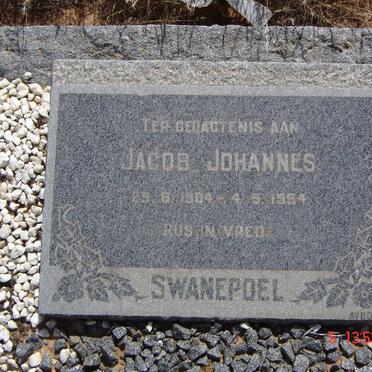 TER GEDAGTENIS AAN
JACOB JOHANNES
29. 6. 1904 - 4. 5. 1954
RUS IN VREDE
SWANEPOEL